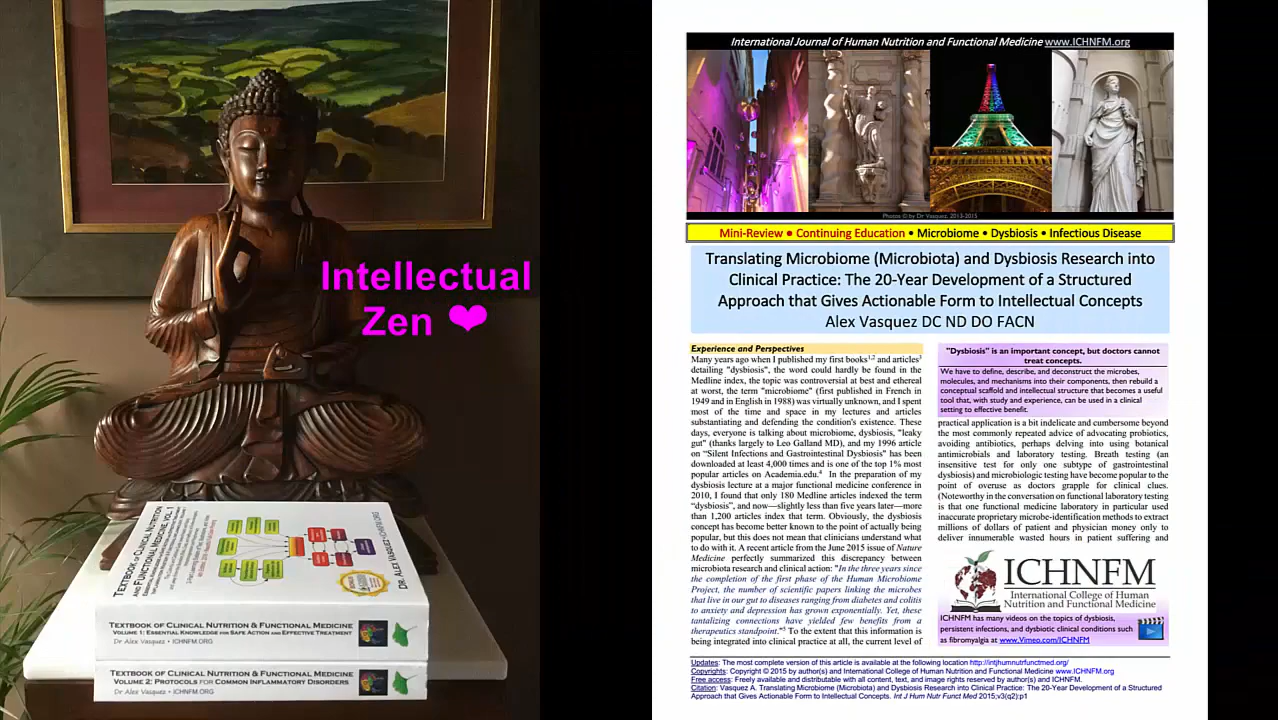 Intellectual
Zen ❤
TEXTBOOK OF CLINICAL NUTRITION
AND FUNCTIONAL MEDICINE, VOL. 1
DR. ALEX VASQUEZ • ICHNFM.ORG
TEXTBOOK OF CLINICAL NUTRITION & FUNCTIONAL MEDICINE
VOLUME 1: ESSENTIAL KNOWLEDGE FOR SAFE ACTION AND EFFECTIVE TREATMENT
Dr Alex Vasquez • ICHNFM.ORG
TEXTBOOK OF CLINICAL NUTRITION & FUNCTIONAL MEDICINE
VOLUME 2: PROTOCOLS FOR COMMON INFLAMMATORY DISORDERS
Dr Alex Vasquez • ICHNFM.ORG
International Journal of Human Nutrition and Functional Medicine www.ICHNFM.org
Photos © by Dr Vasquez, 2013-2015
Mini-Review • Continuing Education • Microbiome • Dysbiosis • Infectious Disease
Translating Microbiome (Microbiota) and Dysbiosis Research into
Clinical Practice: The 20-Year Development of a Structured
Approach that Gives Actionable Form to Intellectual Concepts
Alex Vasquez DC ND DO FACN
Experience and Perspectives
Many years ago when I published my first books1,2 and articles3
detailing "dysbiosis", the word could hardly be found in the
Medline index, the topic was controversial at best and ethereal
at worst, the term "microbiome" (first published in French in
1949 and in English in 1988) was virtually unknown, and I spent
most of the time and space in my lectures and articles
substantiating and defending the condition's existence. These
days, everyone is talking about microbiome, dysbiosis, "leaky
gut" (thanks largely to Leo Galland MD), and my 1996 article
on "Silent Infections and Gastrointestinal Dysbiosis" has been
downloaded at least 4,000 times and is one of the top 1% most
popular articles on Academia.edu.4 In the preparation of my
dysbiosis lecture at a major functional medicine conference in
2010, I found that only 180 Medline articles indexed the term
"dysbiosis", and now—slightly less than five years later—more
than 1,200 articles index that term. Obviously, the dysbiosis
concept has become better known to the point of actually being
popular, but this does not mean that clinicians understand what
to do with it. A recent article from the June 2015 issue of Nature
Medicine perfectly summarized this discrepancy between
microbiota research and clinical action: "In the three years since
the completion of the first phase of the Human Microbiome
Project, the number of scientific papers linking the microbes
that live in our gut to diseases ranging from diabetes and colitis
to anxiety and depression has grown exponentially. Yet, these
tantalizing connections have yielded few benefits from a
therapeutics standpoint."5 To the extent that this information is
being integrated into clinical practice at all, the current level of
"Dysbiosis" is an important concept, but doctors cannot
treat concepts.
We have to define, describe, and deconstruct the microbes,
molecules, and mechanisms into their components, then rebuild a
conceptual scaffold and intellectual structure that becomes a useful
tool that, with study and experience, can be used in a clinical
setting to effective benefit.
practical application is a bit indelicate and cumbersome beyond
the most commonly repeated advice of advocating probiotics,
avoiding antibiotics, perhaps delving into using botanical
antimicrobials and laboratory testing. Breath testing (an
insensitive test for only one subtype of gastrointestinal
dysbiosis) and microbiologic testing have become popular to the
point of overuse as doctors grapple for clinical clues.
(Noteworthy in the conversation on functional laboratory testing
is that one functional medicine laboratory in particular used
inaccurate proprietary microbe-identification methods to extract
millions of dollars of patient and physician money only to
deliver innumerable wasted hours in patient suffering and
ICHNFM
International College of Human
Nutrition and Functional Medicine
ICHNFM has many videos on the topics of dysbiosis,
persistent infections, and dysbiotic clinical conditions such
as fibromyalgia at www.Vimeo.com/ICHNFM
Updates: The most complete version of this article is available at the following location http://intjhumnutrfunctmed.org/
Copyrights: Copyright © 2015 by author(s) and International College of Human Nutrition and Functional Medicine www.ICHNFM.org
Free access: Freely available and distributable with all content, text, and image rights reserved by author(s) and ICHNFM.
Citation: Vasquez A. Translating Microbiome (Microbiota) and Dysbiosis Research into Clinical Practice: The 20-Year Development of a Structured
Approach that Gives Actionable Form to Intellectual Concepts. Int J Hum Nutr Funct Med 2015;v3(q2):p1